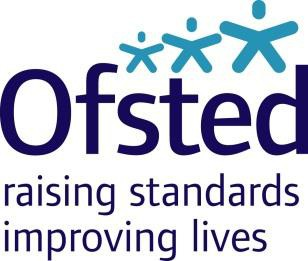 Ofsted
raising standards
improving lives